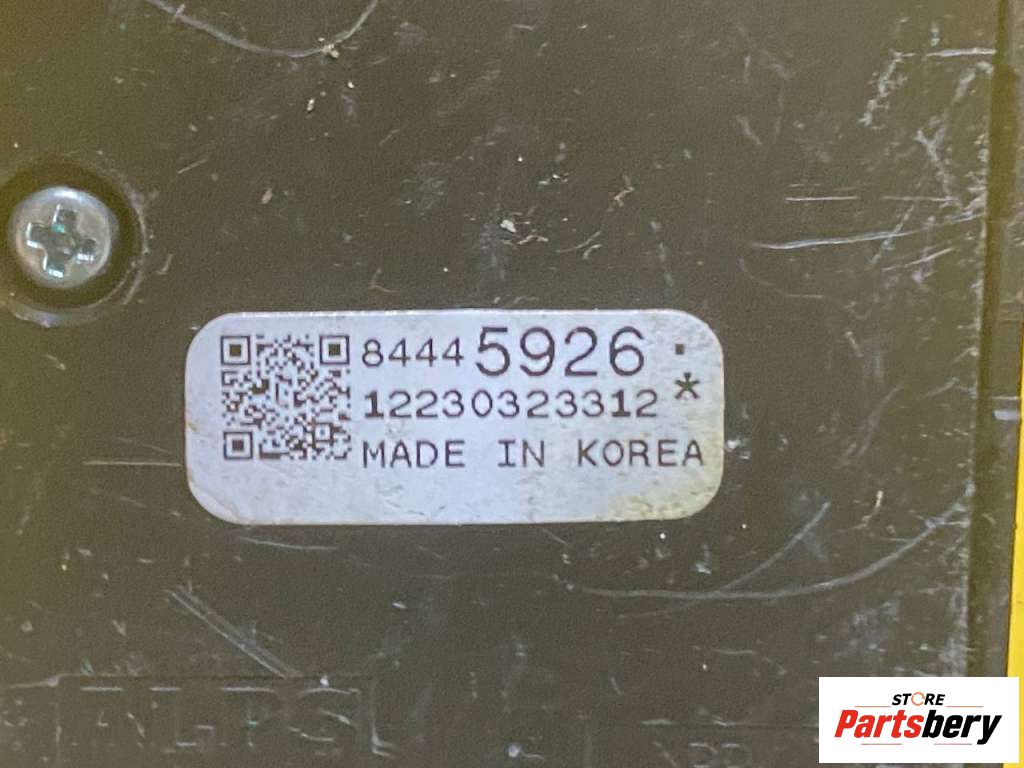 84445926 .
12230323312 *
MADE IN KOREA
STORE
Partsbery